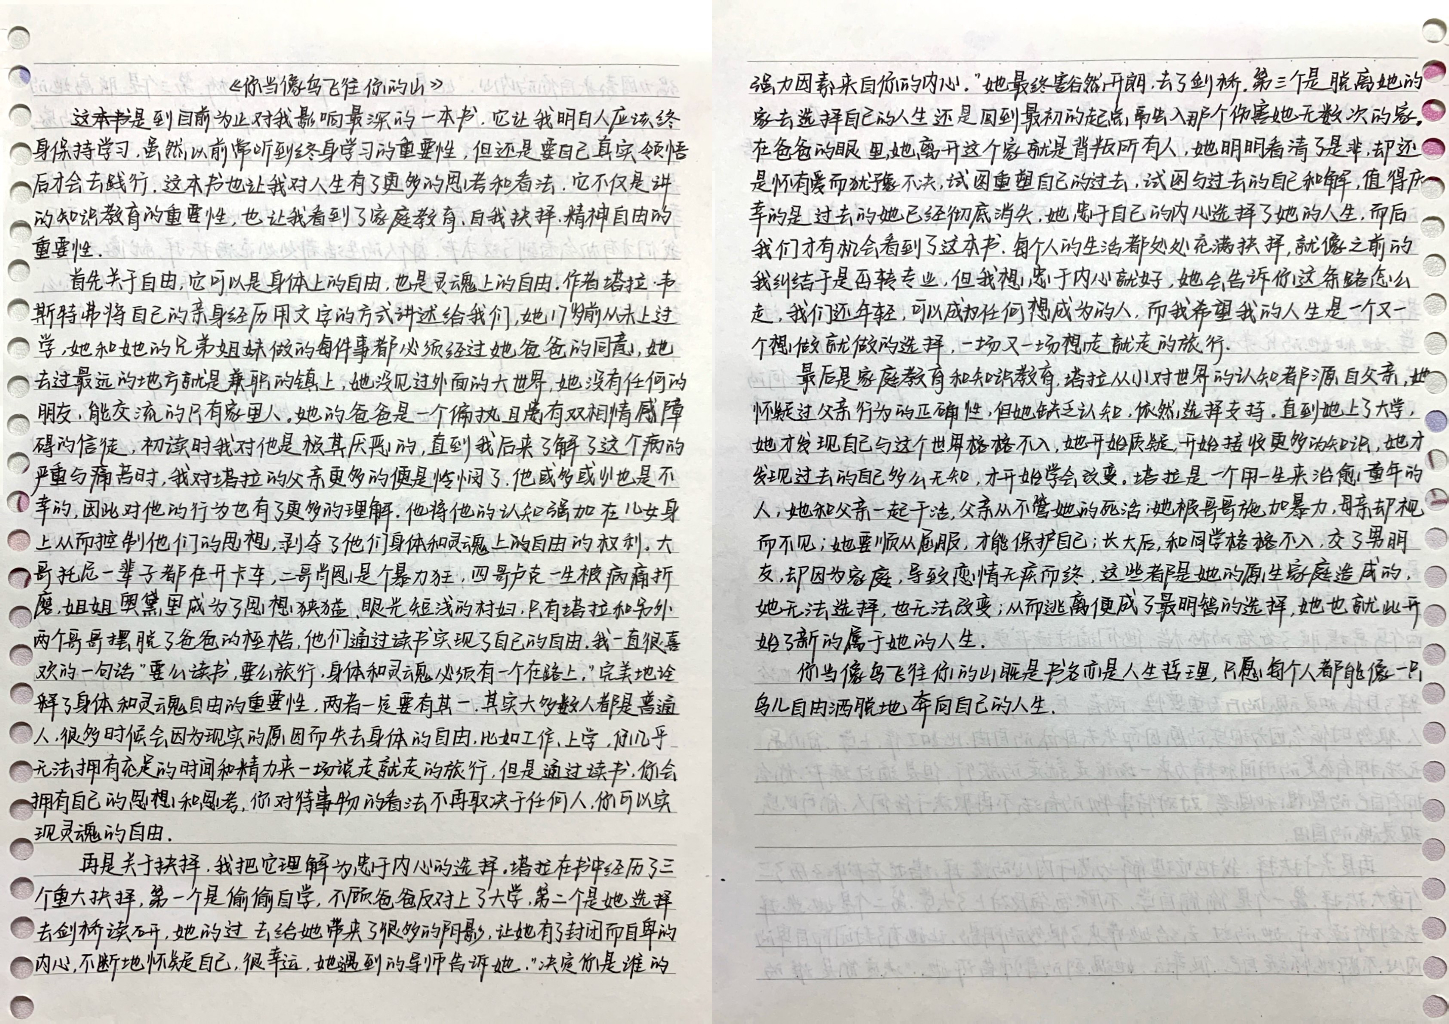 《你当像鸟飞往你的山》
这本书是到目前为止对我影响最深的一本书.它让我明白人应该终
身保持学习.虽然以前常听到终身学习的重要性,但还是要自己真实领悟
后才会去践行.这本书也让我对人生有了更多的思考和看法.它不仅是讲
的知识教育的重要性,也让我看到了家庭教育,自我抉择.精神自由的
重要性.
首先关于自由,它可以是身体上的自由,也是灵魂上的自由.作者塔拉·韦
斯特弗将自己的亲身经历用文字的方式讲述给我们,她17岁前从未上过
学,她和她的兄弟姐妹做的每件事都必须经过她爸爸的同意,她
去过最远的地方就是兼职的镇上,她没见过外面的大世界,她没有任何的
朋友,能交流的只有家里人.她的爸爸是一个偏执且患有双相情感障
碍的信徒,初读时我对他是极其厌恶的,直到我后来了解了这个病的
严重与痛苦时,我对塔拉的父亲更多的便是怜悯了,他或多或少也是不
幸的,因此对他的行为也有了更多的理解.他将他的认知强加在儿女身
上从而控制他们的思想,剥夺了他们身体和灵魂上的自由的权利.大
哥托尼一辈子都在开卡车,二哥肖恩是个暴力狂,四哥卢克一生被病痛折
磨,姐姐奥黛里成为了思想狭隘、眼光短浅的村妇,只有塔拉和另外
两个哥哥摆脱了爸爸的桎梏,他们通过读书实现了自己的自由.我一直很喜
欢的一句话"要么读书,要么旅行,身体和灵魂必须有一个在路上,"完美地诠
释了身体和灵魂自由的重要性,两者一定要有其一.其实大多数人都是普通
人,很多时候会因为现实的原因而失去身体的自由,比如工作、上学,你几乎
无法拥有充足的时间和精力来一场说走就走的旅行,但是通过读书,你会
拥有自己的思想和思考,你对待事物的看法不再取决于任何人,你可以实
现灵魂的自由.
再是关于抉择,我把它理解为忠于内心的选择.塔拉在书中经历了三
个重大抉择,第一个是偷偷自学,不顾爸爸反对上了大学,第二个是她选择
去剑桥读研,她的过去给她带来了很多的阴影,让她有了封闭而自卑的
内心,不断地怀疑自己,很幸运,她遇到的导师告诉她,"决定你是谁的
强力因素来自你的内心."她最终豁然开朗,去了剑桥.第三个是脱离她的
家去选择自己的人生还是回到最初的起点,带出入那个伤害她无数次的家.
在爸爸的眼里,她离开这个家就是背叛所有人,她明明看清了是非,却还
是怀有爱而犹豫不决,试图重塑自己的过去,试图与过去的自己和解,值得庆
幸的是过去的她已经彻底消失,她忠于自己的内心选择了她的人生,而后
我们才有机会看到了这本书.每个人的生活都处处充满抉择,就像之前的
我纠结于是否转专业,但我想,忠于内心就好,她会告诉你这条路怎么
走,我们还年轻,可以成为任何想成为的人,而我希望我的人生是一个又一
个想做就做的选择,一场又一场想走就走的旅行.
最后是家庭教育和知识教育,塔拉从小对世界的认知都源自父亲,她
怀疑过父亲行为的正确性,但她缺乏认知,依然选择支持.直到她上了大学,
她才发现自己与这个世界格格不入,她开始质疑,开始接收更多的知识,她才
发现过去的自己多么无知,才开始学会改变.塔拉是一个用一生来治愈童年的
人,她和父亲一起干活,父亲从不管她的死活;她被哥哥施加暴力,母亲却视
而不见;她要顺从屈服,才能保护自己;长大后,和同学格格不入,交了男朋
友,却因为家庭,导致恋情无疾而终,这些都是她的原生家庭造成的,
她无法选择,也无法改变;从而逃离便成了最明智的选择,她也就此开
始了新的属于她的人生.
你当像鸟飞往你的山既是书名亦是人生哲理,只愿每个人都能像一只
鸟儿自由洒脱地奔向自己的人生.